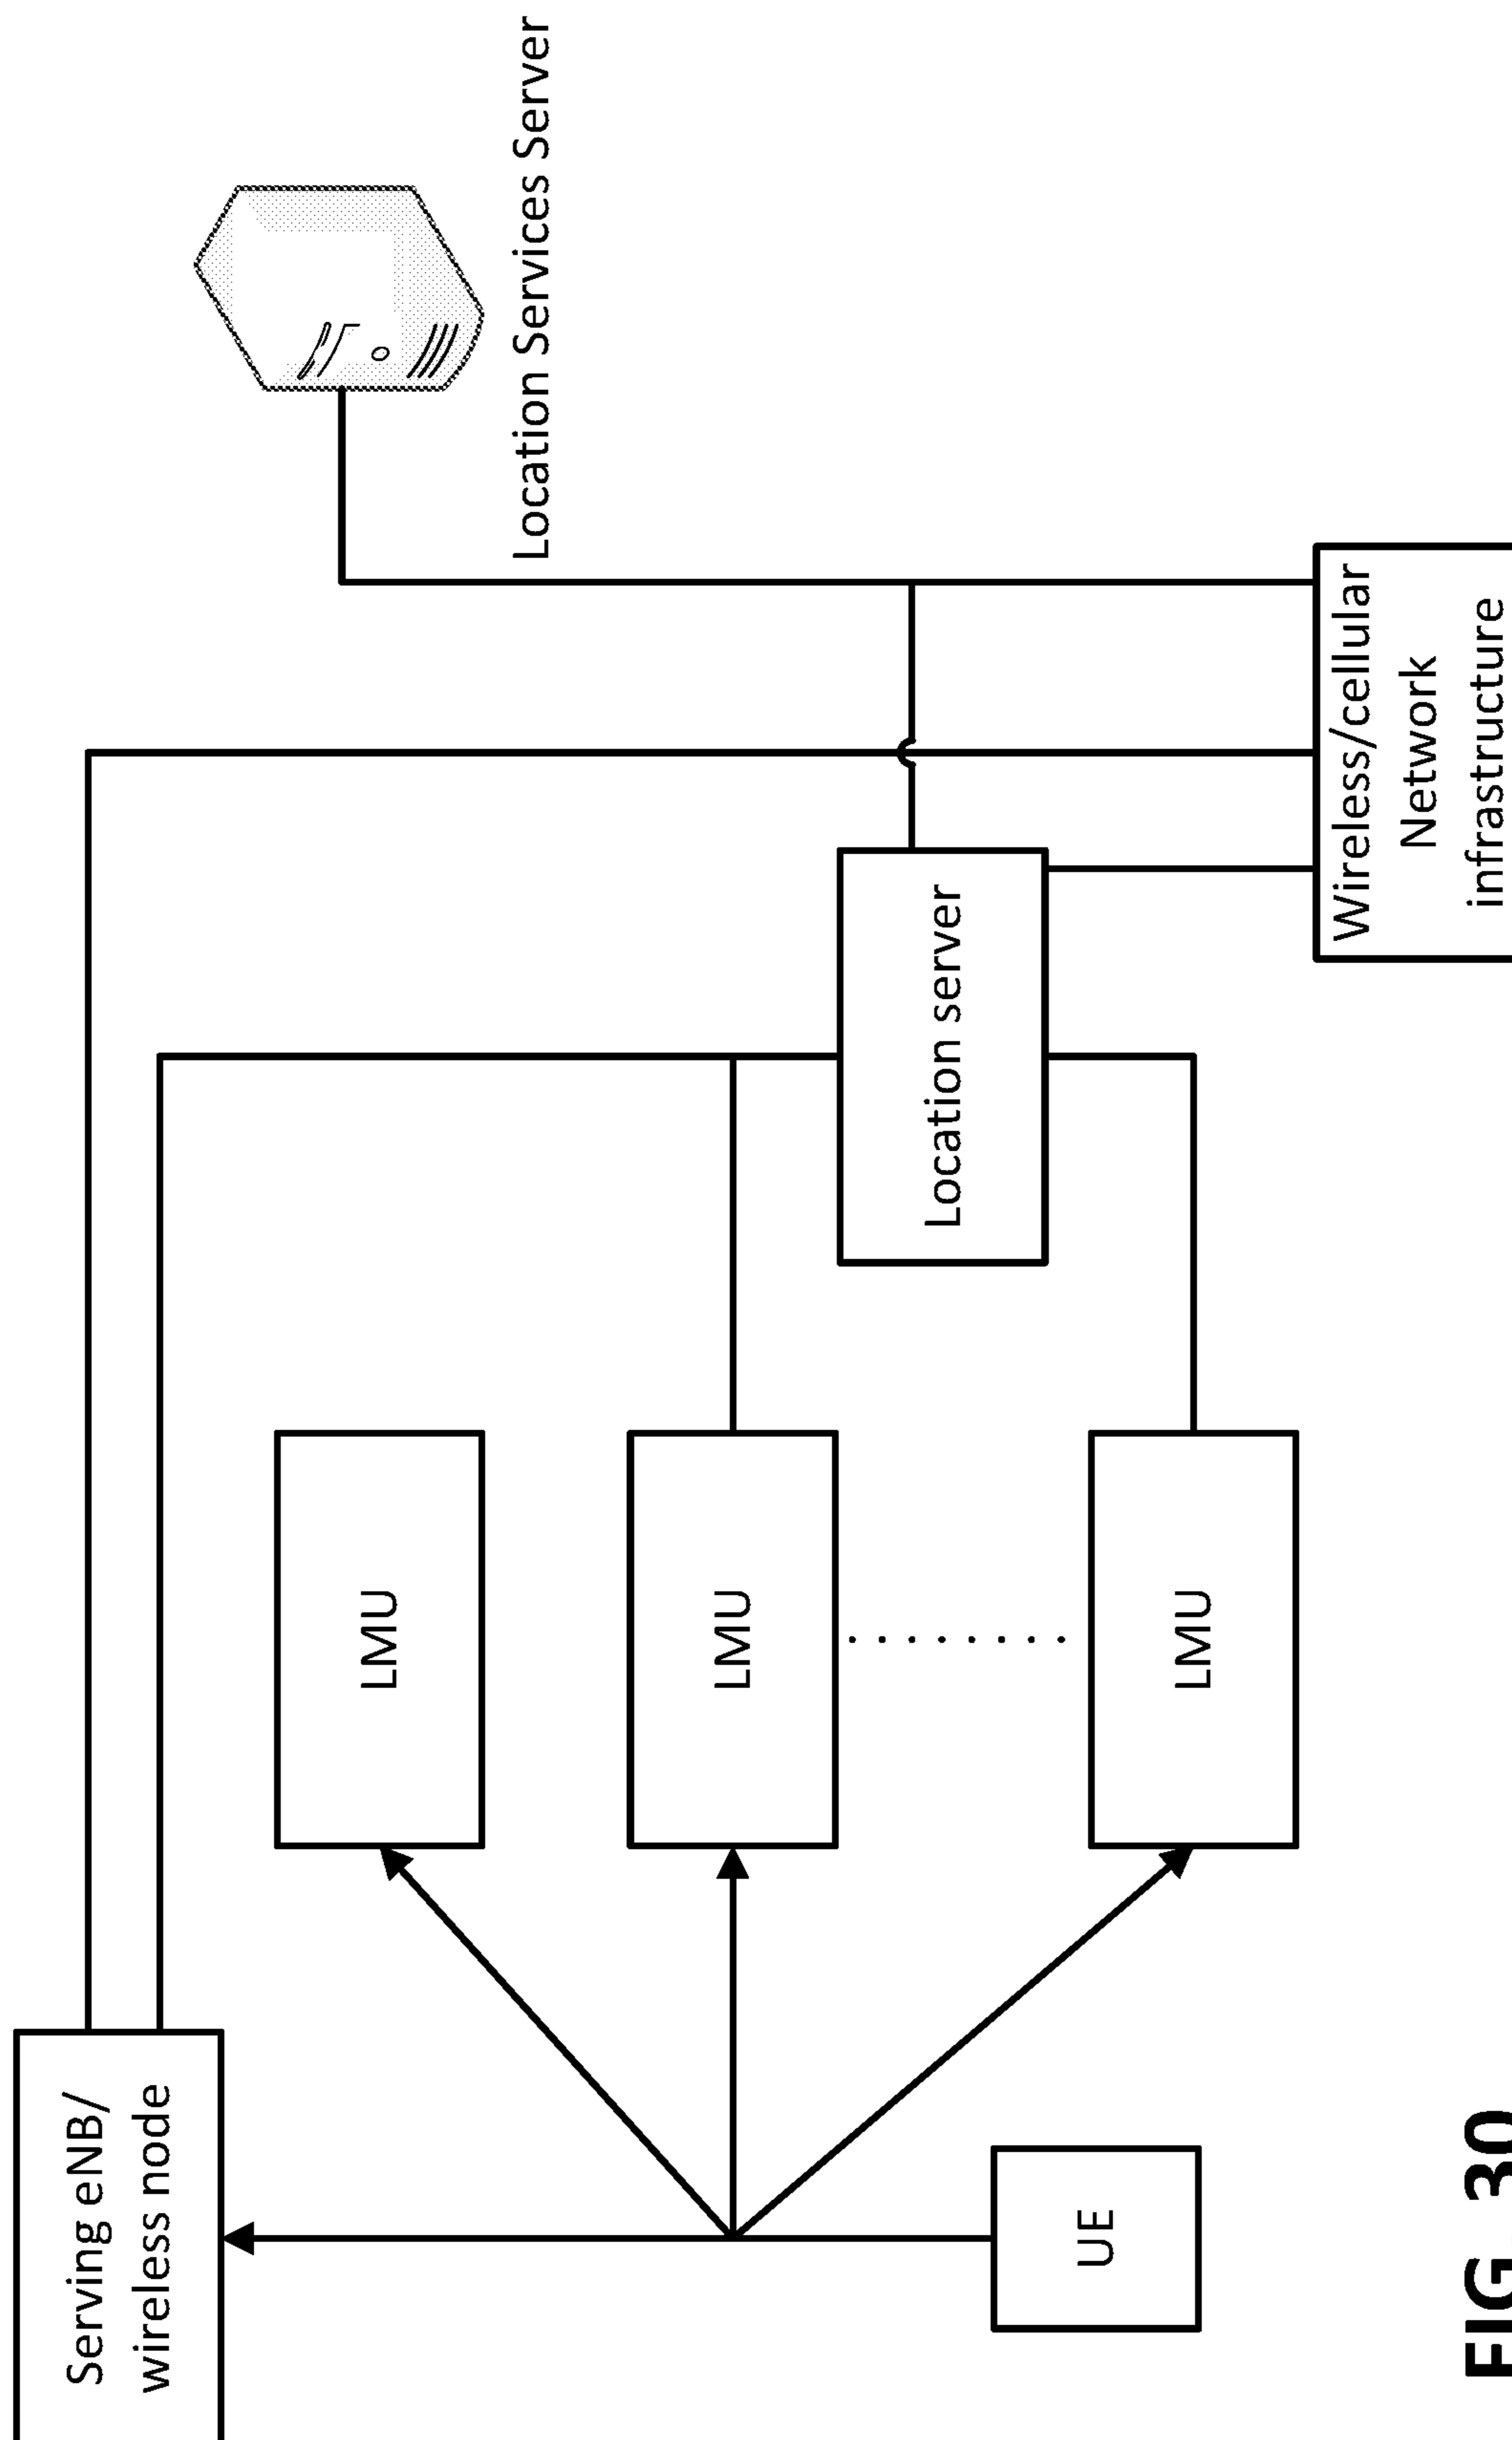 Serving eNB/
wireless node
UE
LMU
LMU
LMU
Location server
Location Services Server
Wireless/cellular
Network
infrastructure
FIG. 30